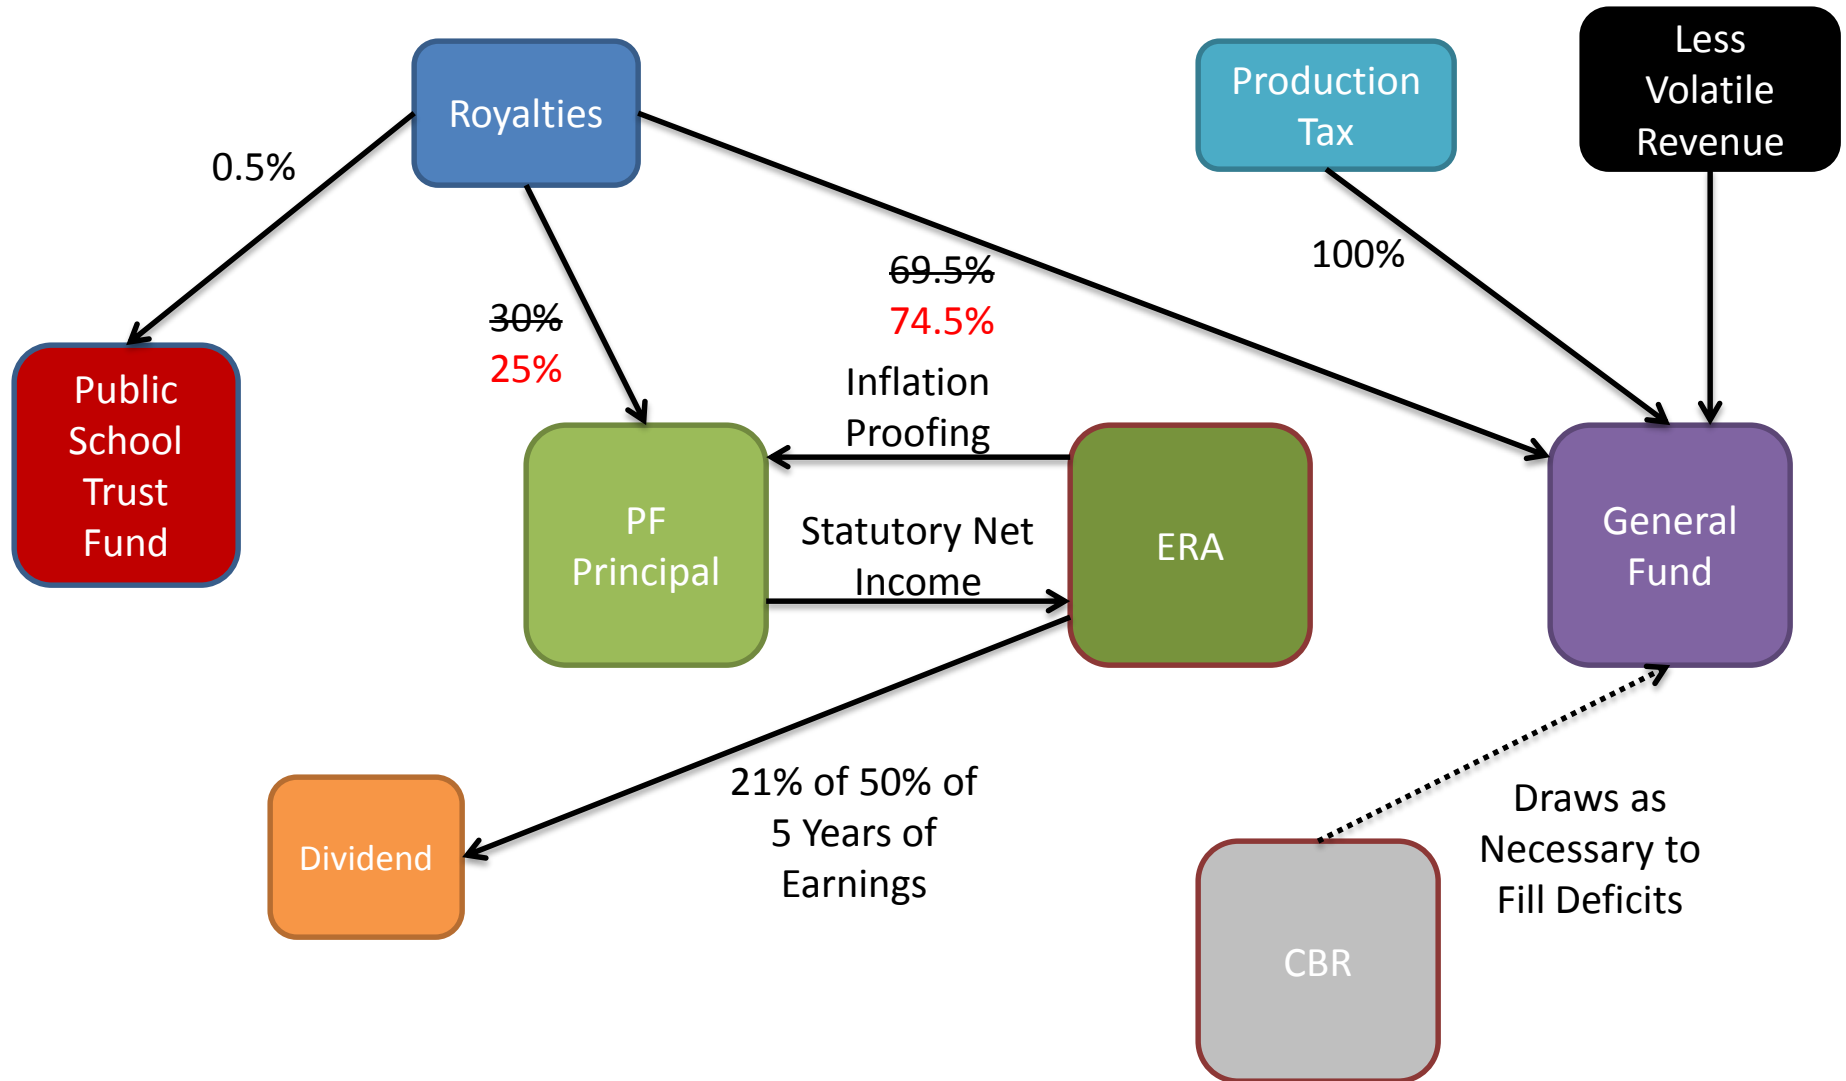 Royalties
Production
Tax
Less
Volatile
Revenue
0.5%
30%
25%
69.5%
74.5%
100%
Public
School
Trust
Fund
Inflation
Proofing
PF
Principal
Statutory Net
Income
ERA
General
Fund
21% of 50% of
5 Years of
Earnings
Dividend
Draws as
Necessary to
Fill Deficits
CBR